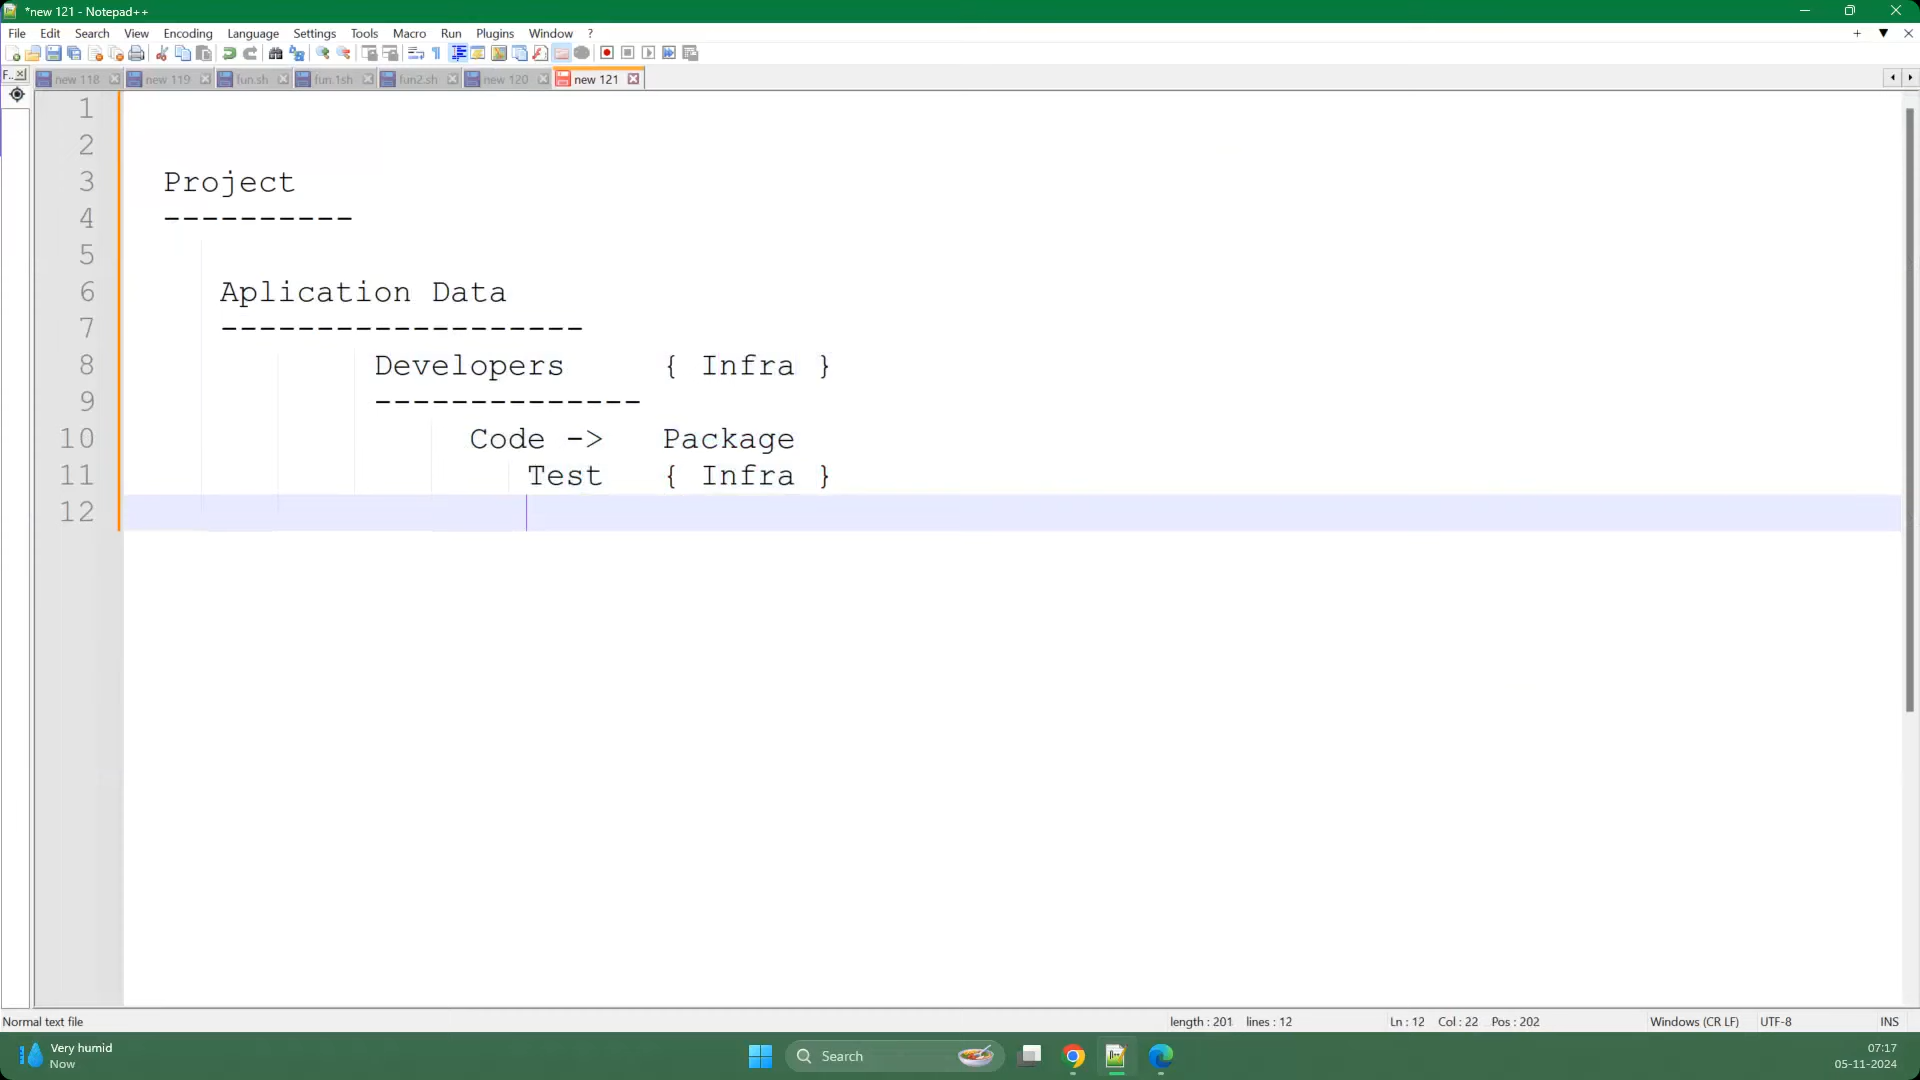 *new 121 - Notepad++
File Edit Search View Encoding Language Settings Tools Macro Run Plugins Window ?
F..
new 118 new 119 fun.sh fun.1sh fun2.sh new 120 new 121
1
2
3 Project
4 ----------
5
6 Aplication Data
7 -------------------
8 Developers { Infra }
9 --------------
10 Code -> Package
11 Test { Infra }
12
Normal text file length : 201 lines : 12 Ln : 12 Col : 22 Pos : 202 Windows (CR LF) UTF-8 INS
Very humid
Now
Search
07:17
05-11-2024